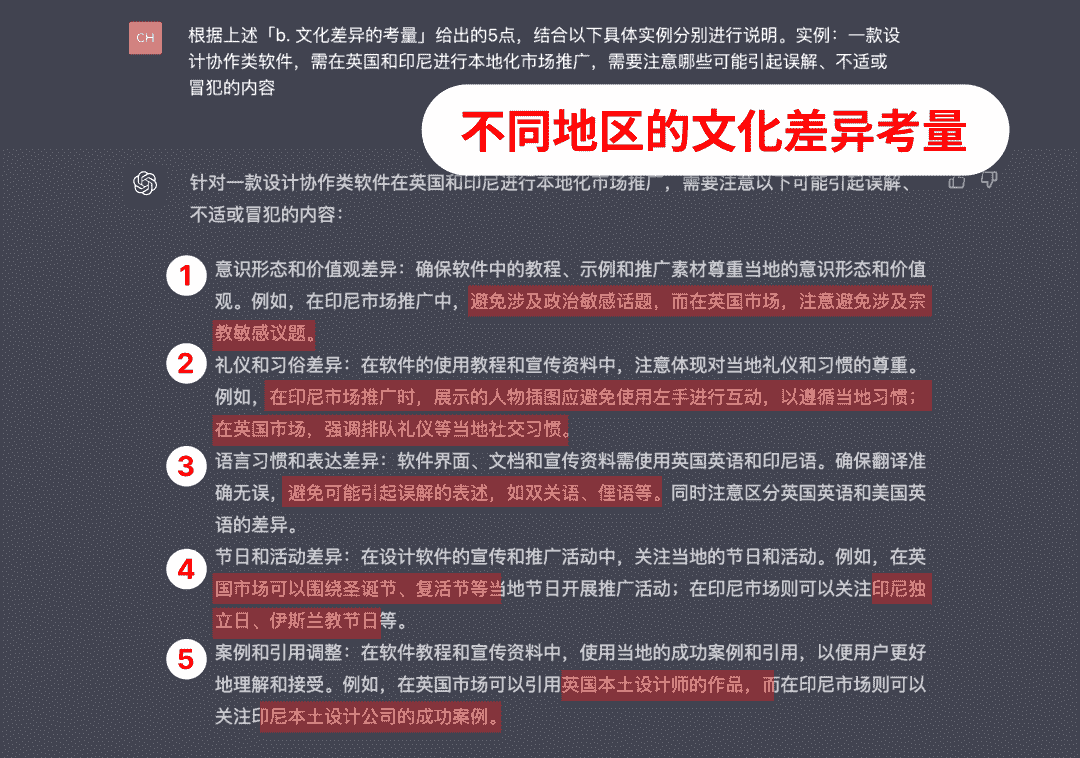 CH
根据上述「b. 文化差异的考量」给出的5点，结合以下具体实例分别进行说明。实例：一款设
计协作类软件，需在英国和印尼进行本地化市场推广，需要注意哪些可能引起误解、不适或
冒犯的内容
不同地区的文化差异考量
针对一款设计协作类软件在英国和印尼进行本地化市场推广，需要注意以下可能引起误解、
不适或冒犯的内容：
1 意识形态和价值观差异：确保软件中的教程、示例和推广素材尊重当地的意识形态和价值
观。例如，在印尼市场推广中，避免涉及政治敏感话题，而在英国市场，注意避免涉及宗
教敏感议题。
2 礼仪和习俗差异：在软件的使用教程和宣传资料中，注意体现对当地礼仪和习惯的尊重。
例如，在印尼市场推广时，展示的人物插图应避免使用左手进行互动，以遵循当地习惯；
在英国市场，强调排队礼仪等当地社交习惯。
3 语言习惯和表达差异：软件界面、文档和宣传资料需使用英国英语和印尼语。确保翻译准
确无误，避免可能引起误解的表述，如双关语、俚语等。同时注意区分英国英语和美国英
语的差异。
4 节日和活动差异：在设计软件的宣传和推广活动中，关注当地的节日和活动。例如，在英
国市场可以围绕圣诞节、复活节等当地节日开展推广活动；在印尼市场则可以关注印尼独
立日、伊斯兰教节日等。
5 案例和引用调整：在软件教程和宣传资料中，使用当地的成功案例和引用，以便用户更好
地理解和接受。例如，在英国市场可以引用英国本土设计师的作品，而在印尼市场则可以
关注印尼本土设计公司的成功案例。